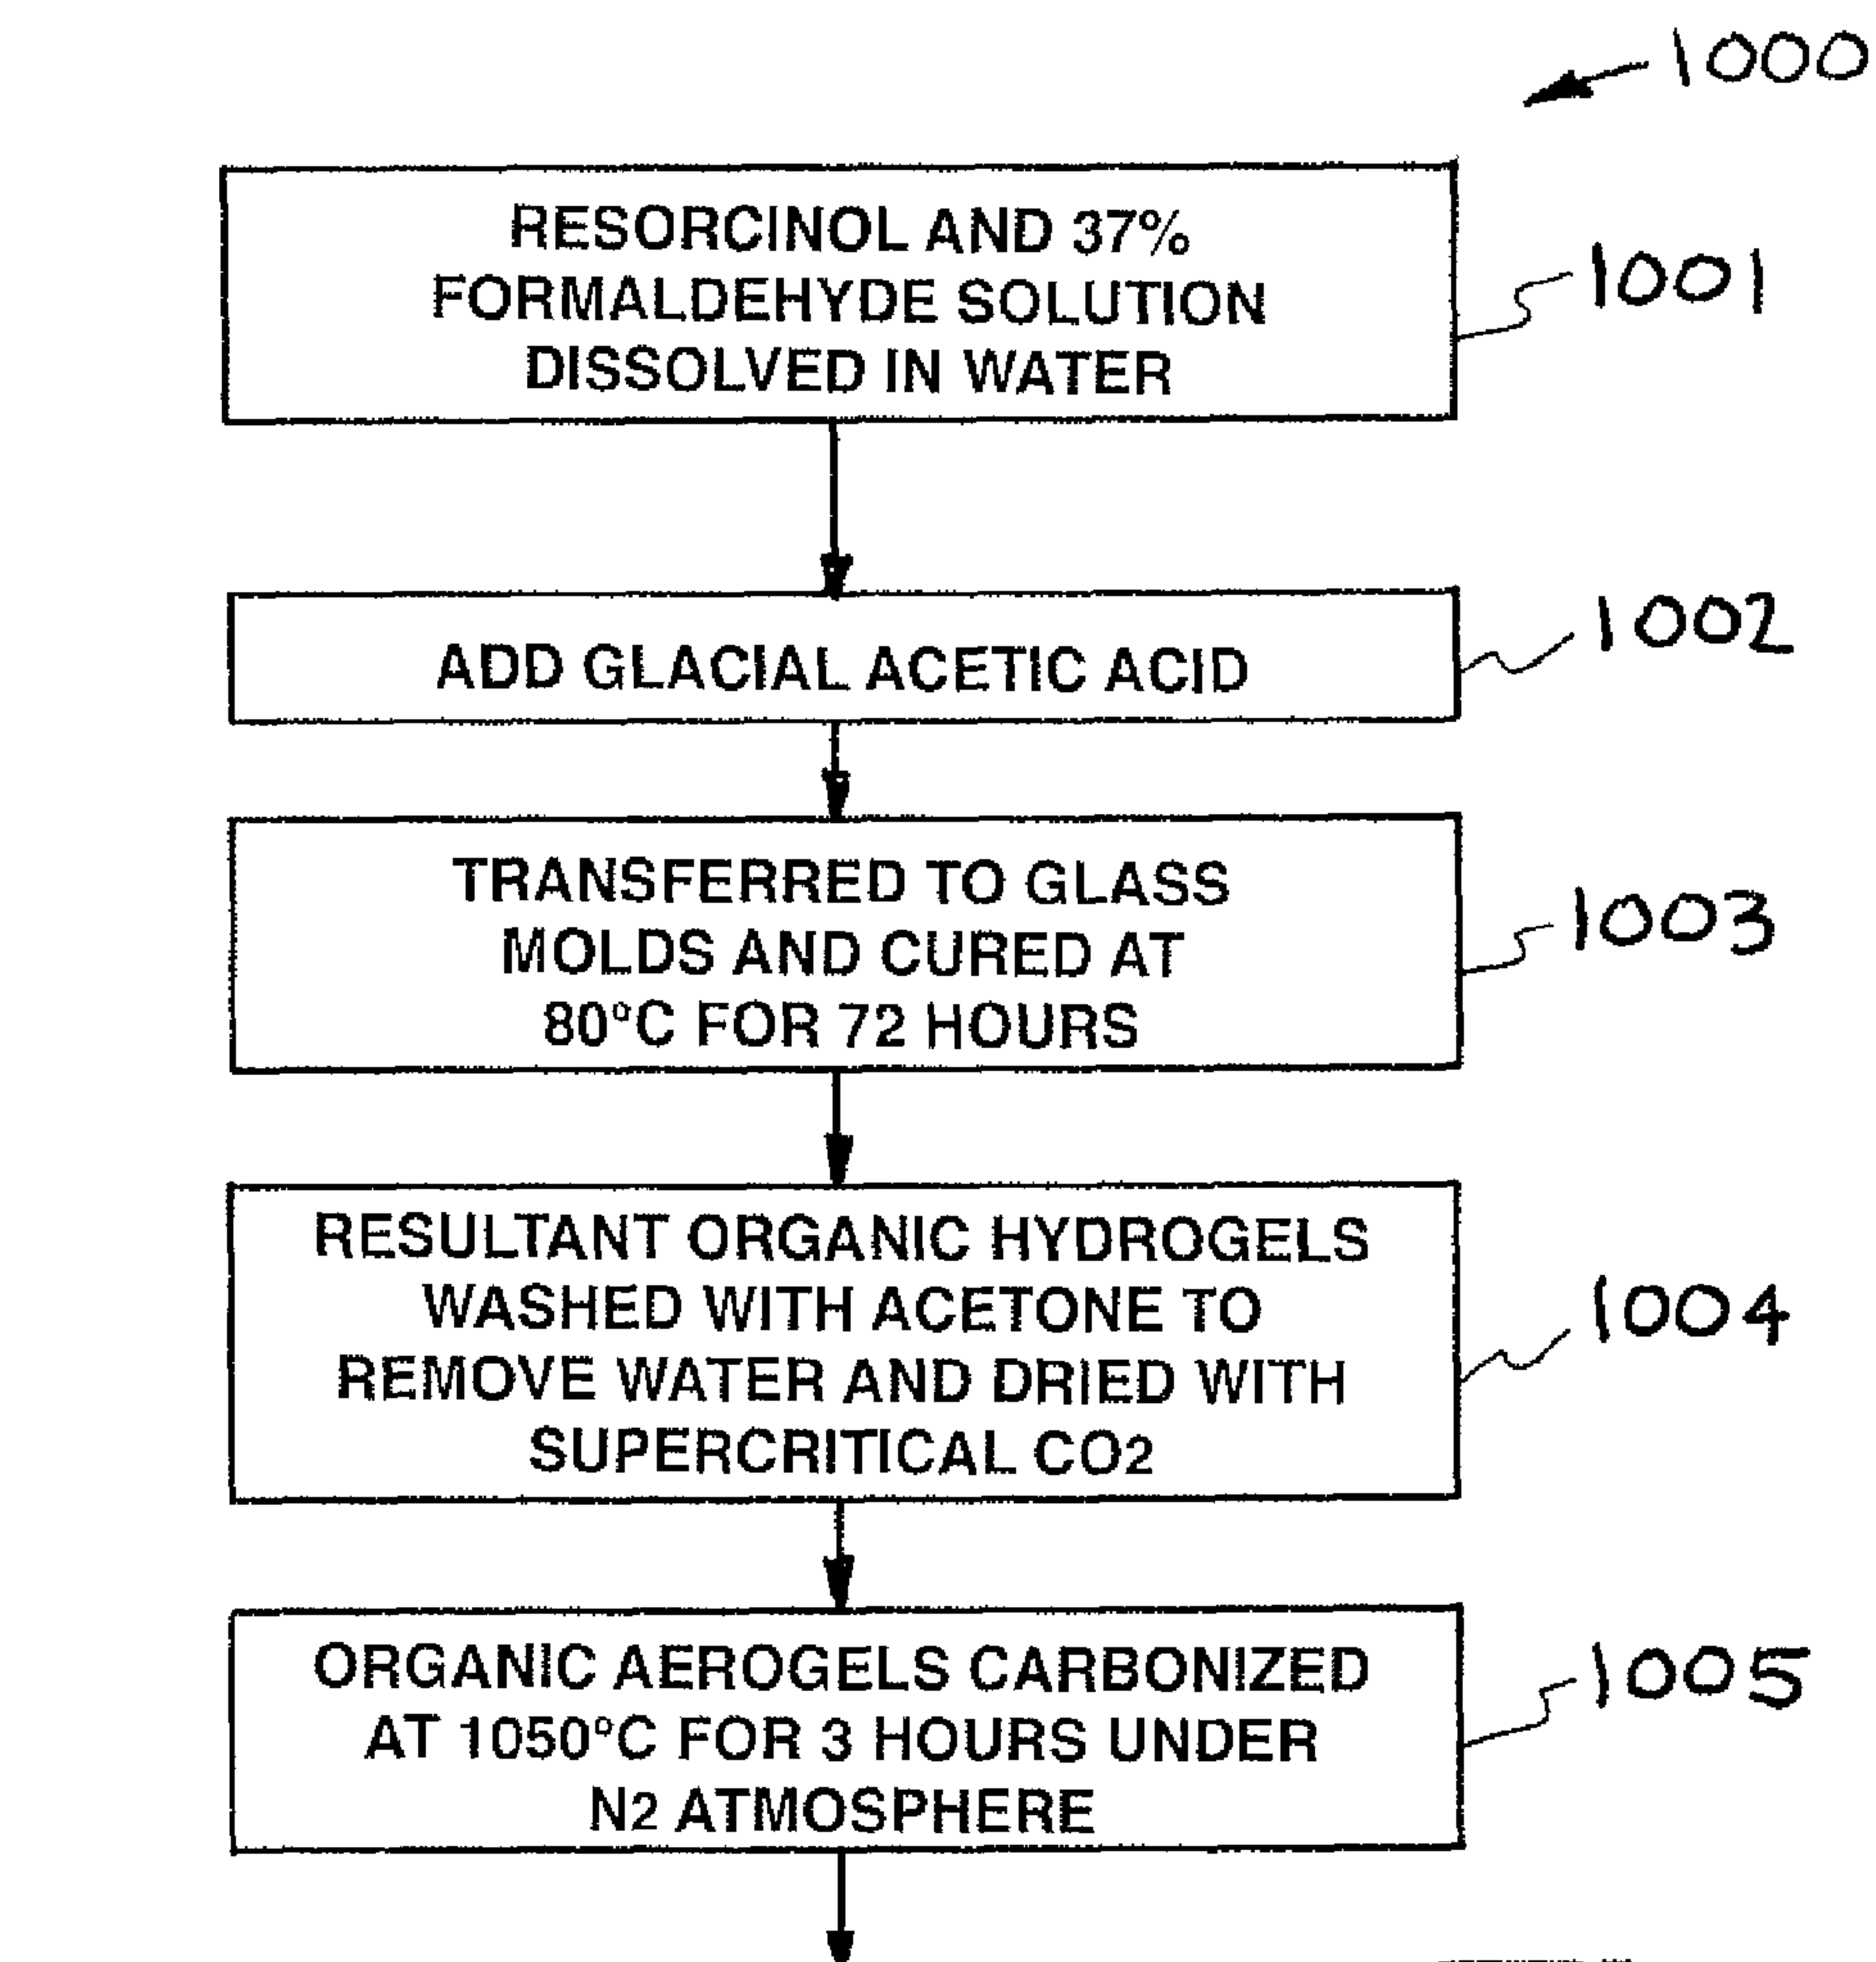 1000
RESORCINOL AND 37%
FORMALDEHYDE SOLUTION
DISSOLVED IN WATER
1001
ADD GLACIAL ACETIC ACID
1002
TRANSFERRED TO GLASS
MOLDS AND CURED AT
80°C FOR 72 HOURS
1003
RESULTANT ORGANIC HYDROGELS
WASHED WITH ACETONE TO
REMOVE WATER AND DRIED WITH
SUPERCRITICAL CO2
1004
ORGANIC AEROGELS CARBONIZED
AT 1050°C FOR 3 HOURS UNDER
N2 ATMOSPHERE
1005